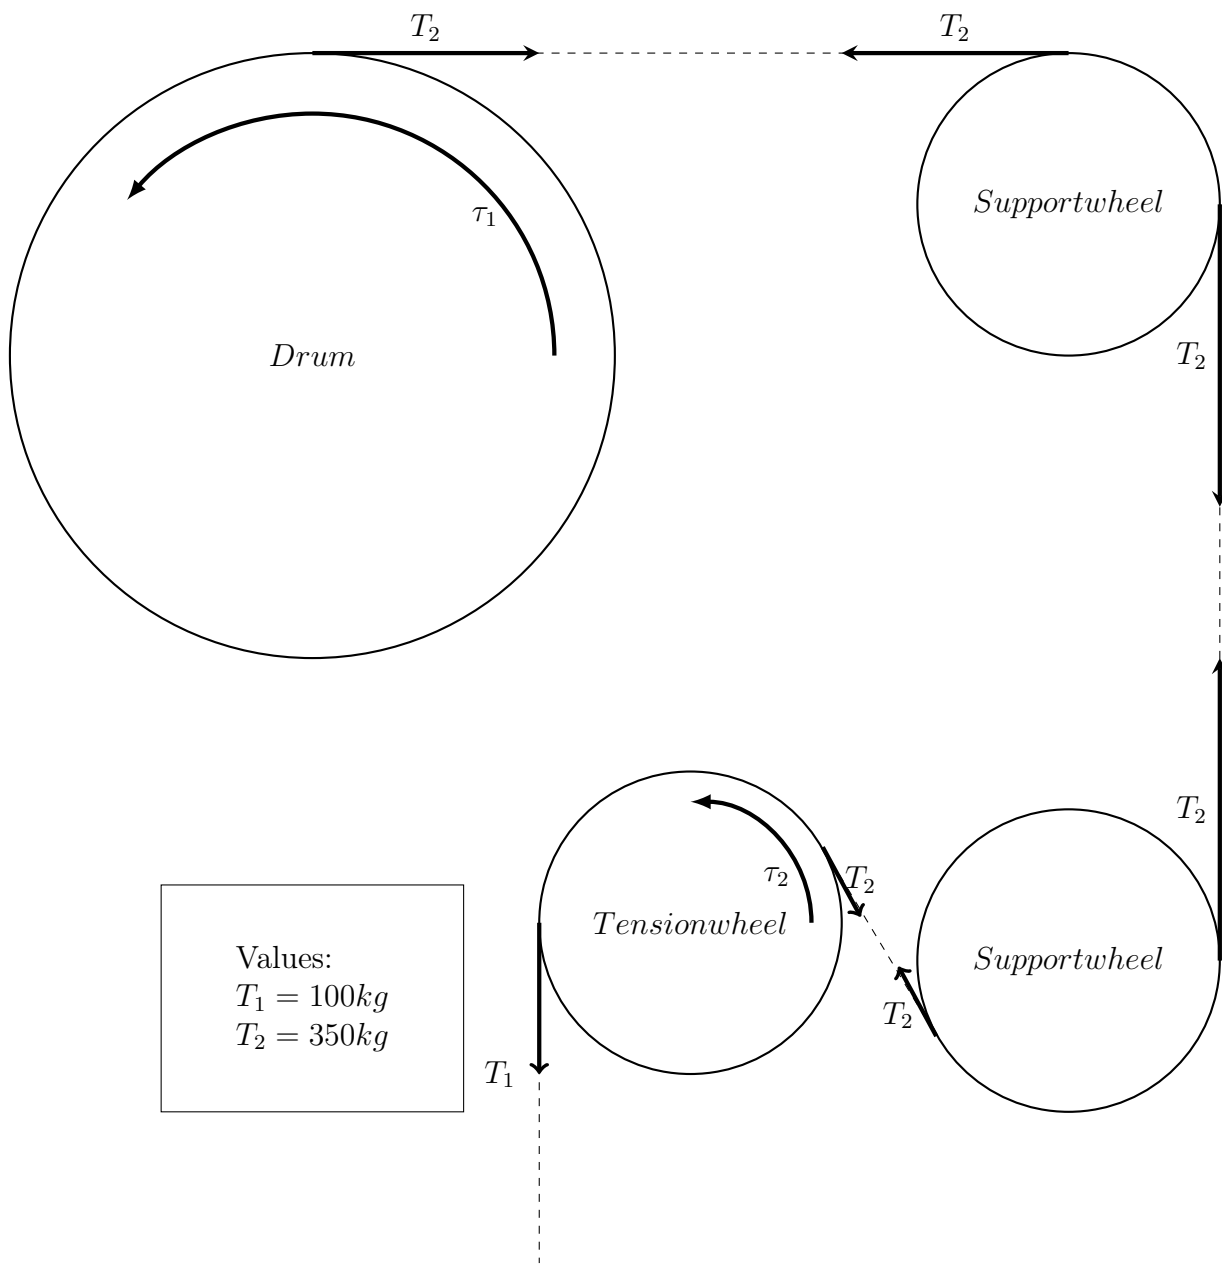 T₂
T₂
τ₁
Supportwheel
Drum
T₂
T₂
τ₂
T₂
Tensionwheel
Supportwheel
T₂
T₁
Values:
T₁ = 100kg
T₂ = 350kg